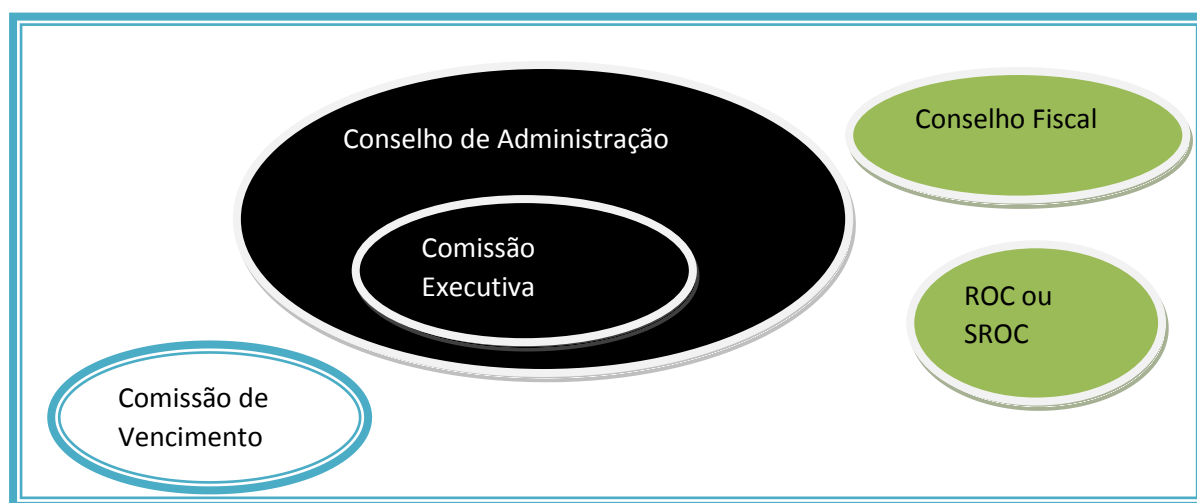 Conselho de Administração
Comissão
Executiva
Conselho Fiscal
ROC ou
SROC
Comissão de
Vencimento